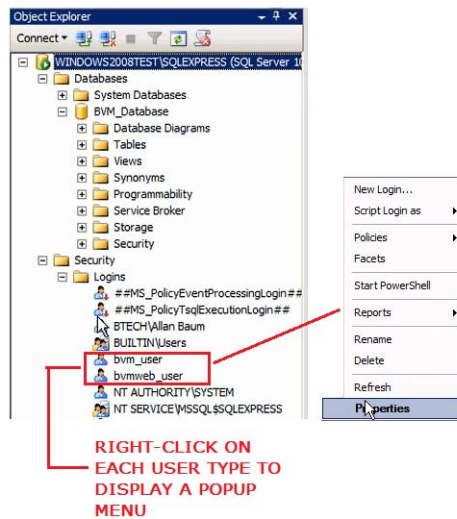 Object Explorer
Connect
WINDOWS2008TEST\SQLEXPRESS (SQL Server 10
Databases
System Databases
BVM_Database
Database Diagrams
Tables
Views
Synonyms
Programmability
Service Broker
Storage
Security
Security
Logins
##MS_PolicyEventProcessingLogin##
##MS_PolicyTsqlExecutionLogin##
BTECH\Allan Baum
BUILTIN\Users
bvm_user
bvmweb_user
NT AUTHORITY\SYSTEM
NT SERVICE\MSSQL$SQLEXPRESS
New Login...
Script Login as
Policies
Facets
Start PowerShell
Reports
Rename
Delete
Refresh
Properties
RIGHT-CLICK ON
EACH USER TYPE TO
DISPLAY A POPUP
MENU